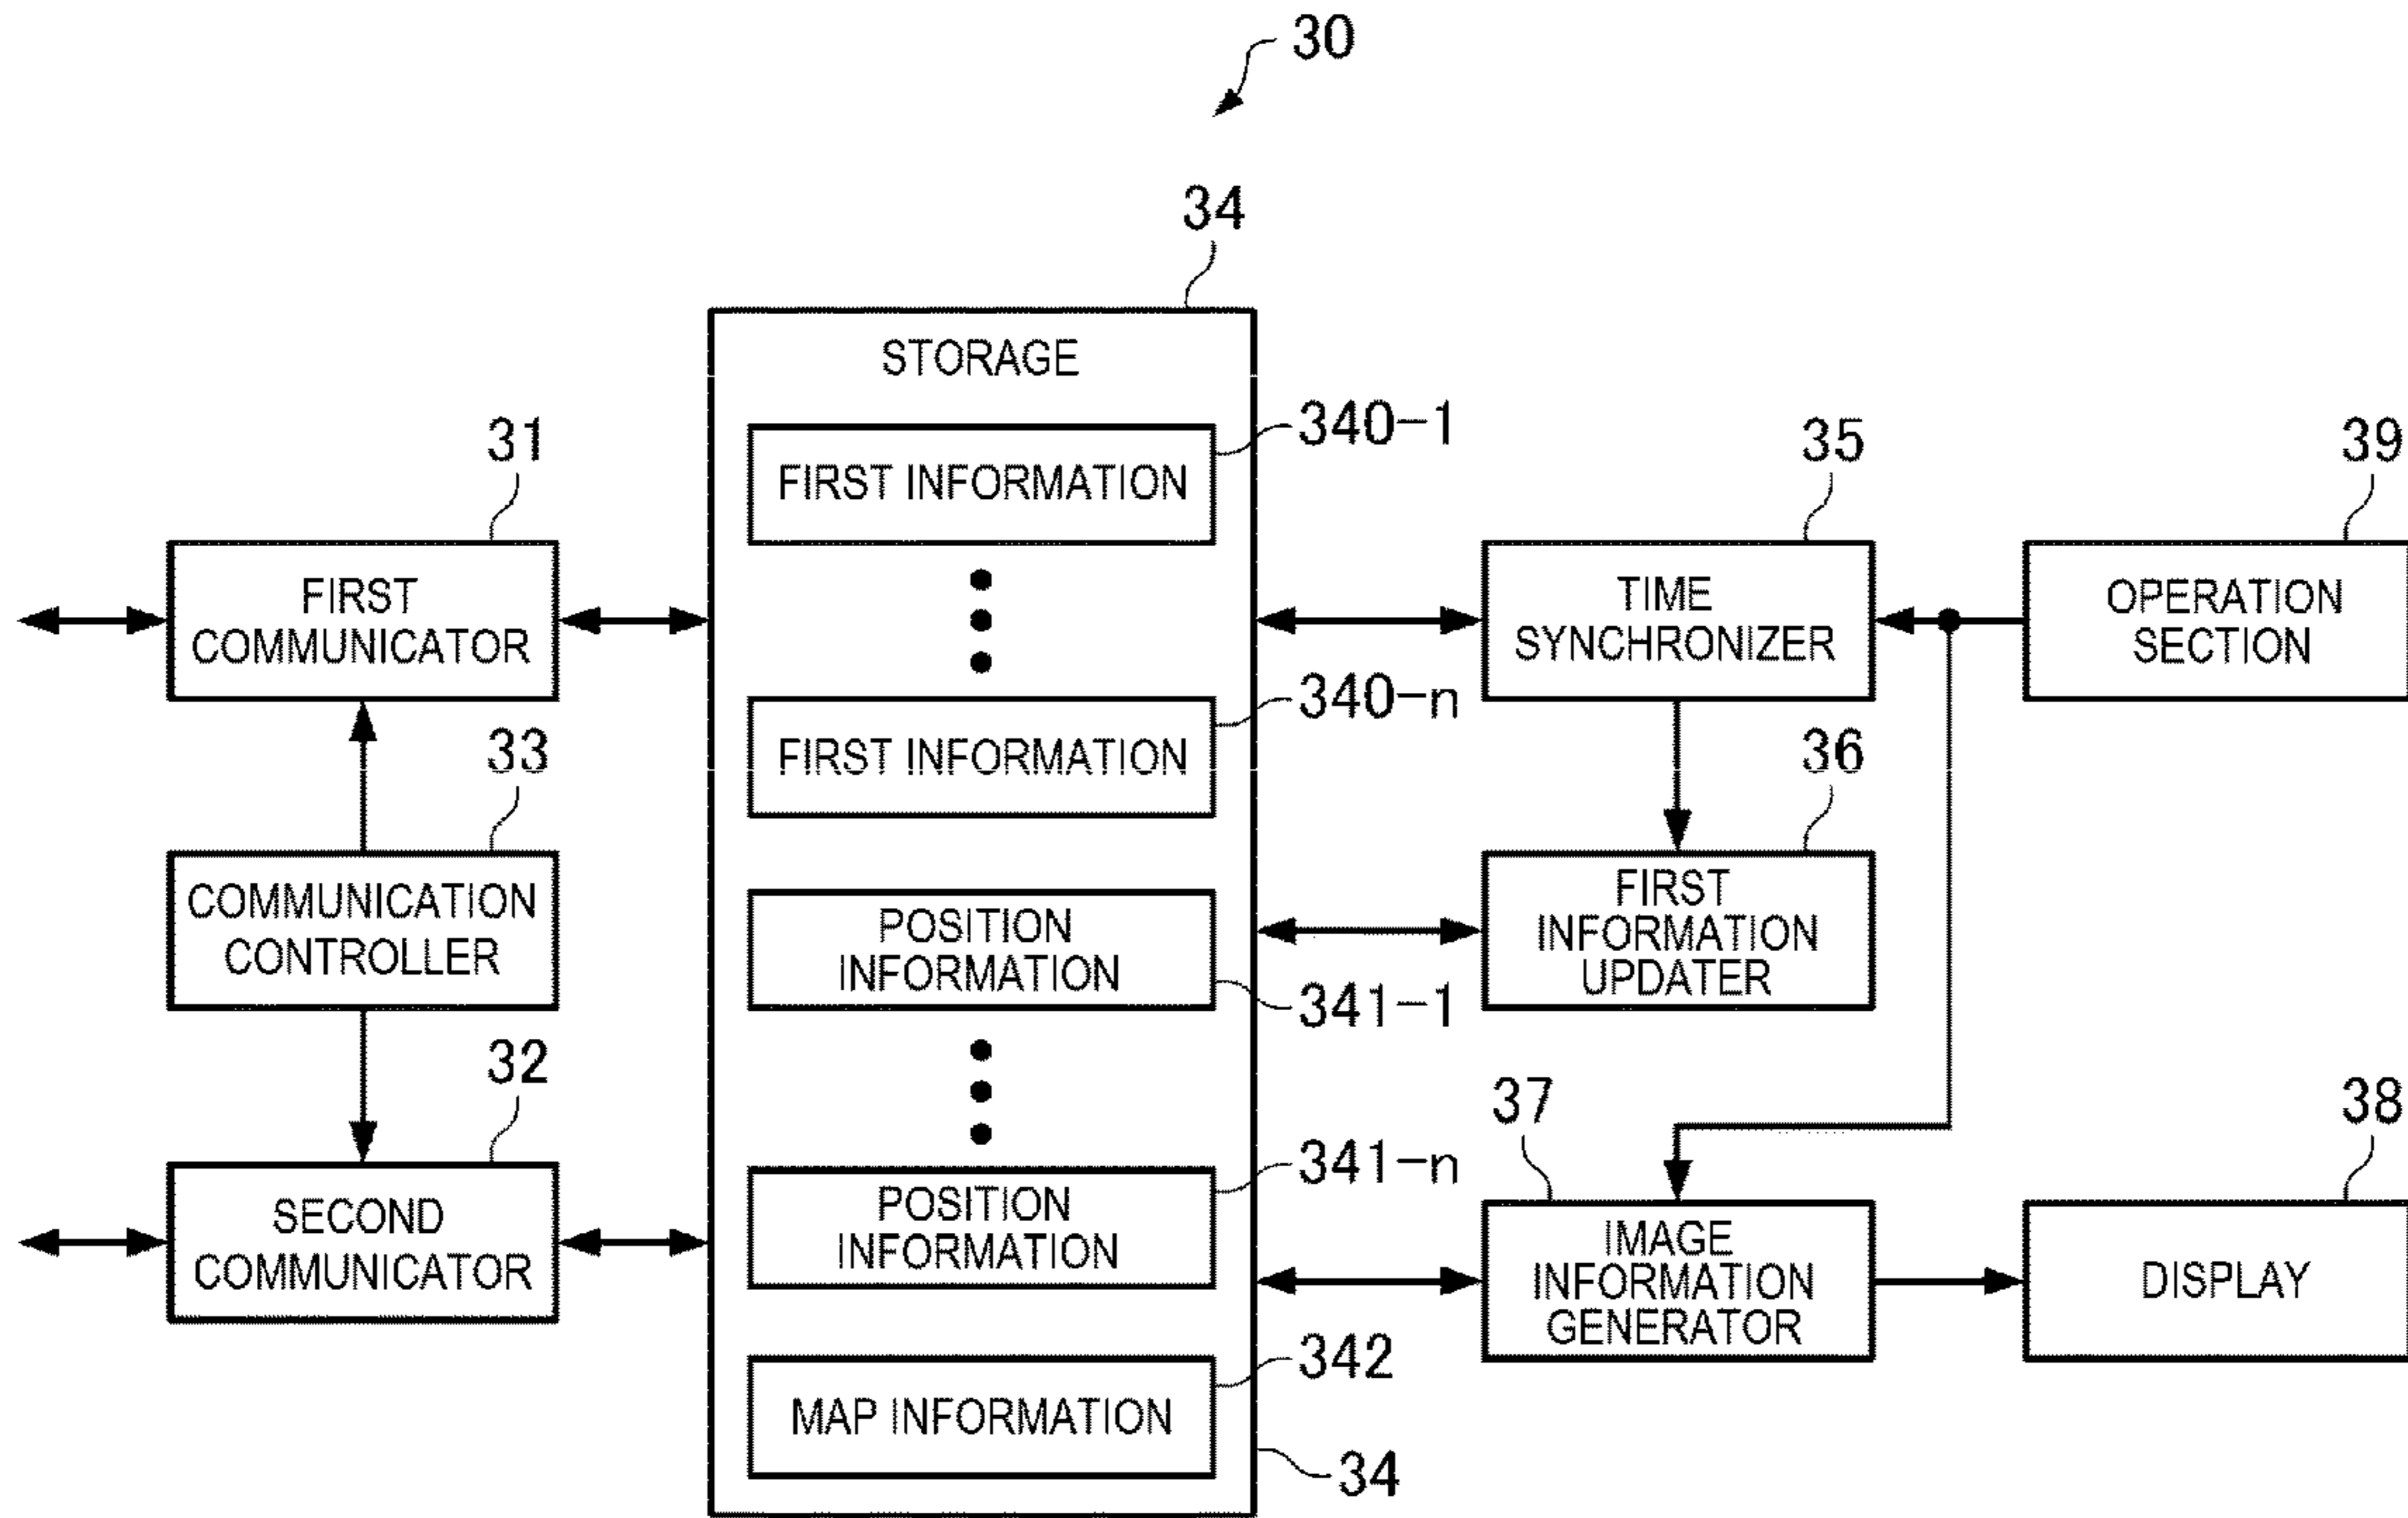 30
34
STORAGE
340-1
FIRST INFORMATION
31
35
39
FIRST
COMMUNICATOR
TIME
SYNCHRONIZER
OPERATION
SECTION
340-n
FIRST INFORMATION
33
36
COMMUNICATION
CONTROLLER
POSITION
INFORMATION
341-1
FIRST
INFORMATION
UPDATER
32
37
38
341-n
SECOND
COMMUNICATOR
POSITION
INFORMATION
IMAGE
INFORMATION
GENERATOR
DISPLAY
342
MAP INFORMATION
34